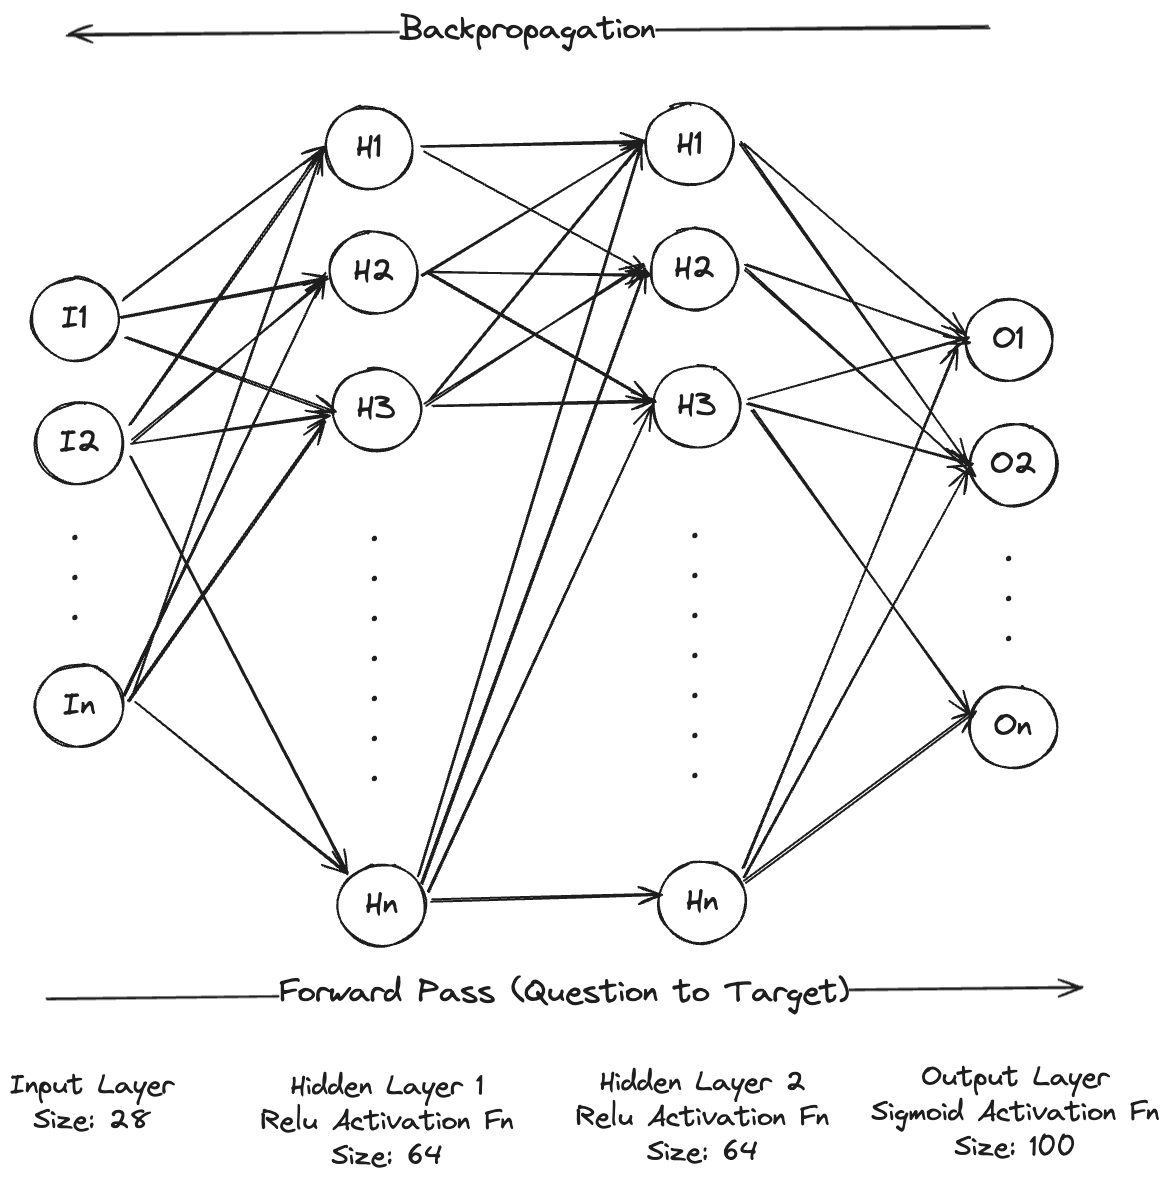 Backpropagation
H1
H1
H2
H2
I1
O1
H3
H3
I2
O2
In
On
Hn
Hn
Forward Pass (Question to Target)
Input Layer
Size: 28
Hidden Layer 1
Relu Activation Fn
Size: 64
Hidden Layer 2
Relu Activation Fn
Size: 64
Output Layer
Sigmoid Activation Fn
Size: 100